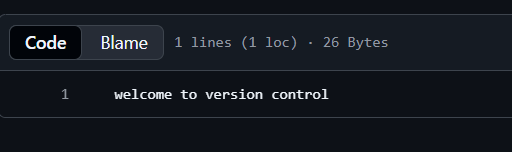 Code Blame 1 lines (1 loc) · 26 Bytes
1 welcome to version control